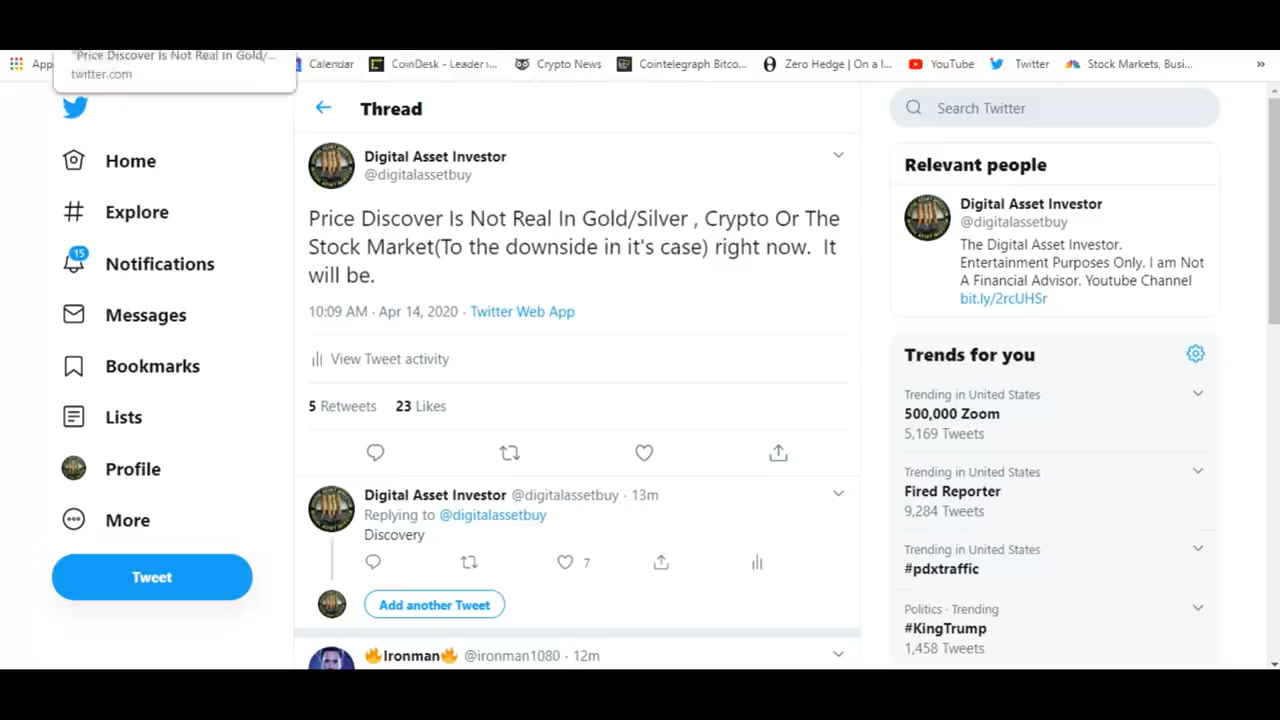 "Price Discover Is Not Real In Gold/...
twitter.com
App
Calendar
CoinDesk - Leader i...
Crypto News
Cointelegraph Bitco...
Zero Hedge | On a l...
YouTube
Twitter
Stock Markets, Busi...
»
Home
Explore
15
Notifications
Messages
Bookmarks
Lists
Profile
More
Tweet
Thread
Digital Asset Investor
@digitalassetbuy
Price Discover Is Not Real In Gold/Silver , Crypto Or The
Stock Market(To the downside in it's case) right now.  It
will be.
10:09 AM · Apr 14, 2020 · Twitter Web App
View Tweet activity
5 Retweets 23 Likes
Digital Asset Investor @digitalassetbuy · 13m
Replying to @digitalassetbuy
Discovery
7
Add another Tweet
🔥Ironman🔥 @ironman1080 · 12m
Search Twitter
Relevant people
Digital Asset Investor
@digitalassetbuy
The Digital Asset Investor.
Entertainment Purposes Only. I am Not
A Financial Advisor. Youtube Channel
bit.ly/2rcUHSr
Trends for you
Trending in United States
500,000 Zoom
5,169 Tweets
Trending in United States
Fired Reporter
9,284 Tweets
Trending in United States
#pdxtraffic
Politics · Trending
#KingTrump
1,458 Tweets